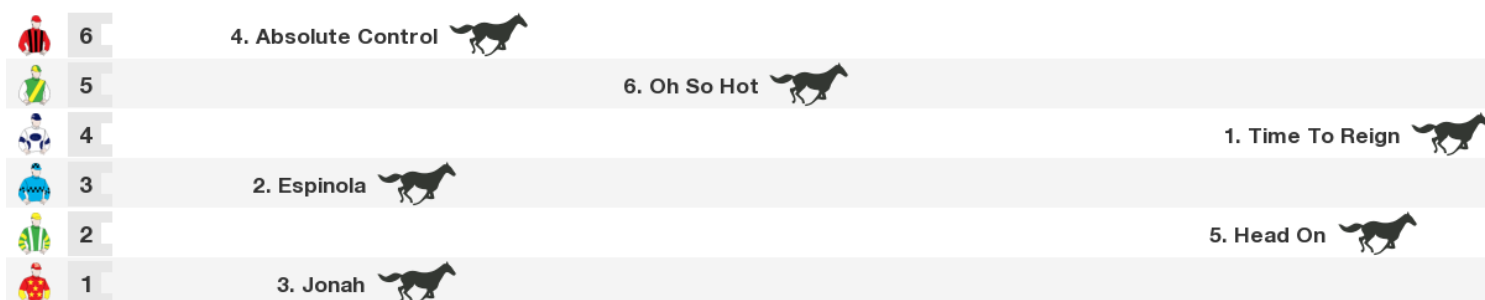 6 4. Absolute Control
5 6. Oh So Hot
4 1. Time To Reign
3 2. Espinola
2 5. Head On
1 3. Jonah